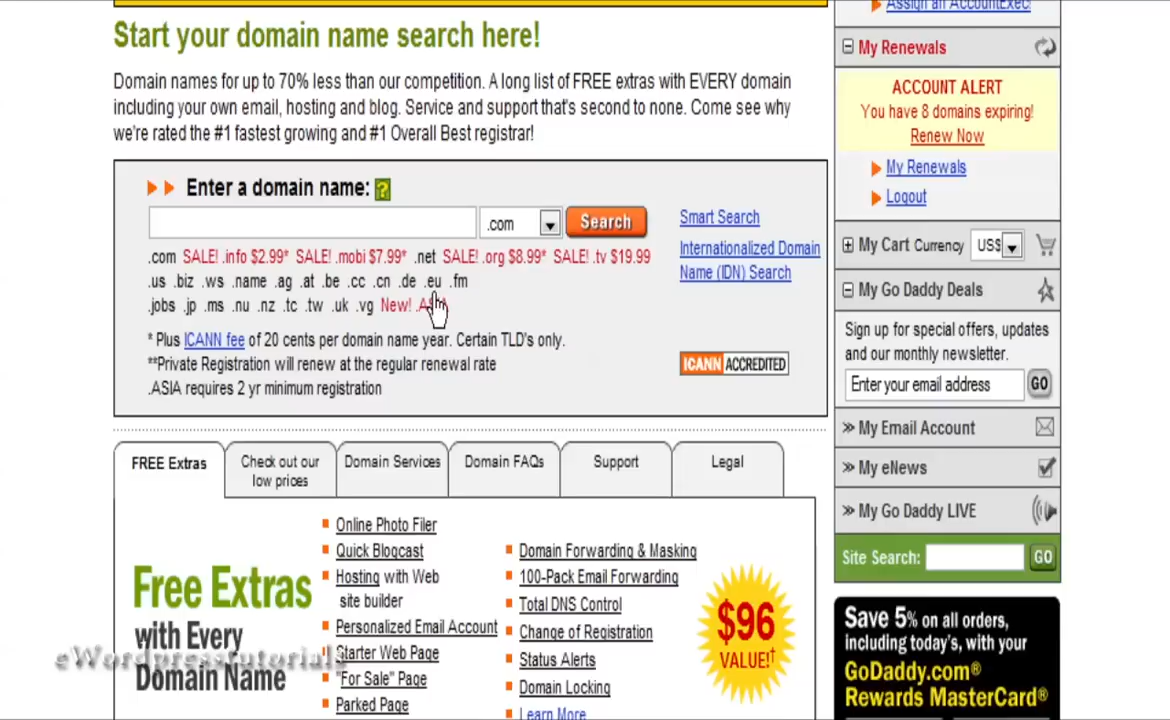 Start your domain name search here!
Domain names for up to 70% less than our competition. A long list of FREE extras with EVERY domain
including your own email, hosting and blog. Service and support that's second to none. Come see why
we're rated the #1 fastest growing and #1 Overall Best registrar!
Enter a domain name: ?
.com Search
.com SALE! .info $2.99* SALE! .mobi $7.99* .net SALE! .org $8.99* SALE! .tv $19.99
.us .biz .ws .name .ag .at .be .cc .cn .de .eu .fm
.jobs .jp .ms .nu .nz .tc .tw .uk .vg New!
* Plus ICANN fee of 20 cents per domain name year. Certain TLD's only.
**Private Registration will renew at the regular renewal rate
.ASIA requires 2 yr minimum registration
Smart Search
Internationalized Domain
Name (IDN) Search
ICANN ACCREDITED
FREE Extras
Check out our
low prices
Domain Services
Domain FAQs
Support
Legal
Free Extras
with Every
Domain Name
eWordpresstutorials
Online Photo Filer
Quick Blogcast
Hosting with Web
site builder
Personalized Email Account
Starter Web Page
"For Sale" Page
Parked Page
Domain Forwarding & Masking
100-Pack Email Forwarding
Total DNS Control
Change of Registration
Status Alerts
Domain Locking
Learn More
$96
VALUE!†
Assign an AccountExec!
My Renewals
ACCOUNT ALERT
You have 8 domains expiring!
Renew Now
My Renewals
Logout
My Cart Currency US$
My Go Daddy Deals
Sign up for special offers, updates
and our monthly newsletter.
Enter your email address GO
My Email Account
My eNews
My Go Daddy LIVE
Site Search: GO
Save 5% on all orders,
including today's, with your
GoDaddy.com®
Rewards MasterCard®